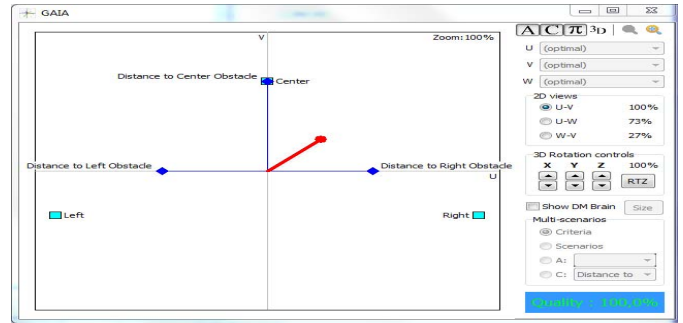 GAIA
V
Zoom: 100%
Distance to Center Obstacle
Center
Distance to Left Obstacle
Distance to Right Obstacle
U
Left
Right
A C π 3D
U (optimal)
V (optimal)
W (optimal)
2D views
U-V 100%
U-W 73%
W-V 27%
3D Rotation controls
X Y Z 100%
RTZ
Show DM Brain Size
Multi-scenarios
Criteria
Scenarios
A:
C: Distance to
Quality : 100,0%